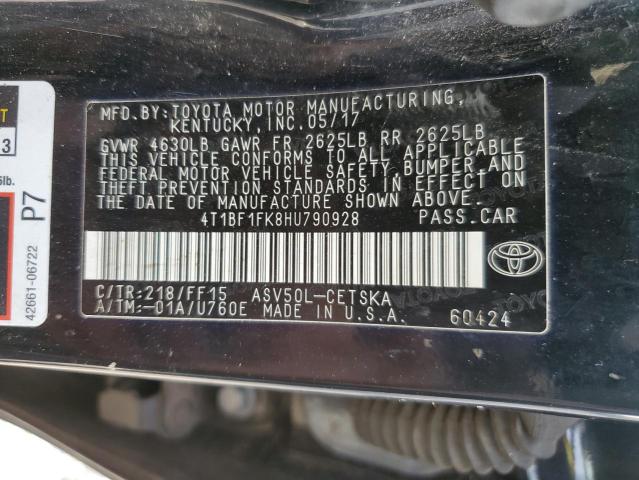 MFD.BY:TOYOTA MOTOR MANUFACTURING,
KENTUCKY,INC.05/17
GVWR 4630LB GAWR FR 2625LB RR 2625LB
THIS VEHICLE CONFORMS TO ALL APPLICABLE
FEDERAL MOTOR VEHICLE SAFETY,BUMPER,AND
THEFT PREVENTION STANDARDS IN EFFECT ON
THE DATE OF MANUFACTURE SHOWN ABOVE.
4T1BF1FK8HU790928 PASS.CAR
C/TR:218/FF15 ASV50L-CETSKA
A/TM:-01A/U760E MADE IN U.S.A. 60424
3
lb.
P7
42661-06722